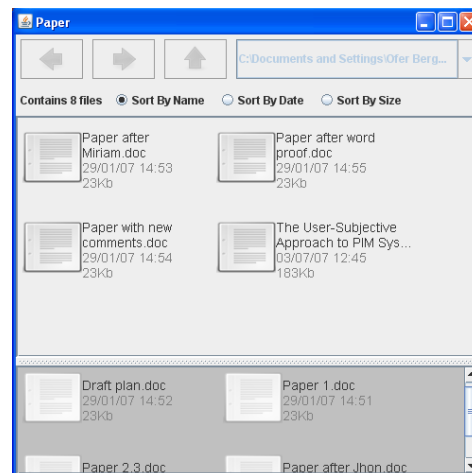 Paper
C:\Documents and Settings\Ofer Berg...
Contains 8 files Sort By Name Sort By Date Sort By Size
Paper after
Miriam.doc
29/01/07 14:53
23Kb
Paper after word
proof.doc
29/01/07 14:55
23Kb
Paper with new
comments.doc
29/01/07 14:54
23Kb
The User-Subjective
Approach to PIM Sys...
03/07/07 12:45
183Kb
Draft plan.doc
29/01/07 14:52
23Kb
Paper 1.doc
29/01/07 14:51
23Kb
Paper 2.3.doc
Paper after Jhon.doc